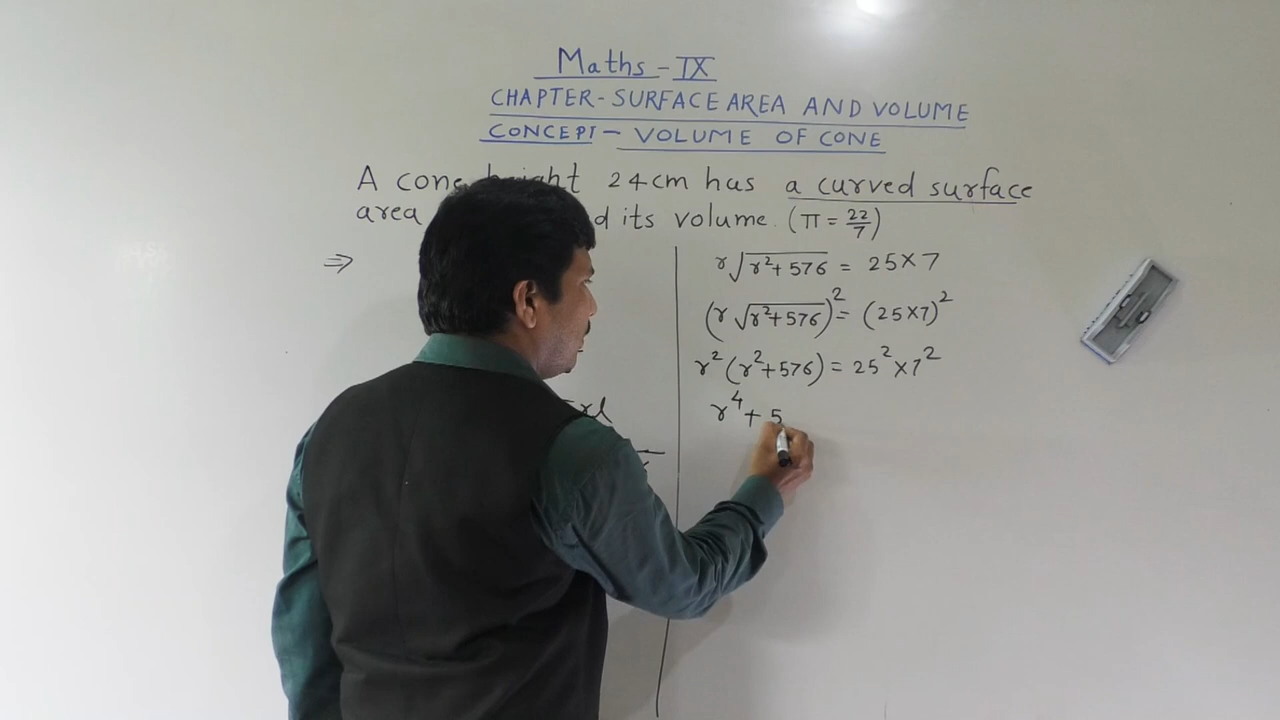 Maths - IX
CHAPTER - SURFACE AREA AND VOLUME
CONCEPT - VOLUME OF CONE
A cone 24cm has a curved surface
area its volume. (π = 22/7)
⇒
r√(r²+576) = 25×7
(r√(r²+576))² = (25×7)²
r²(r²+576) = 25²×7²
r⁴ + 5